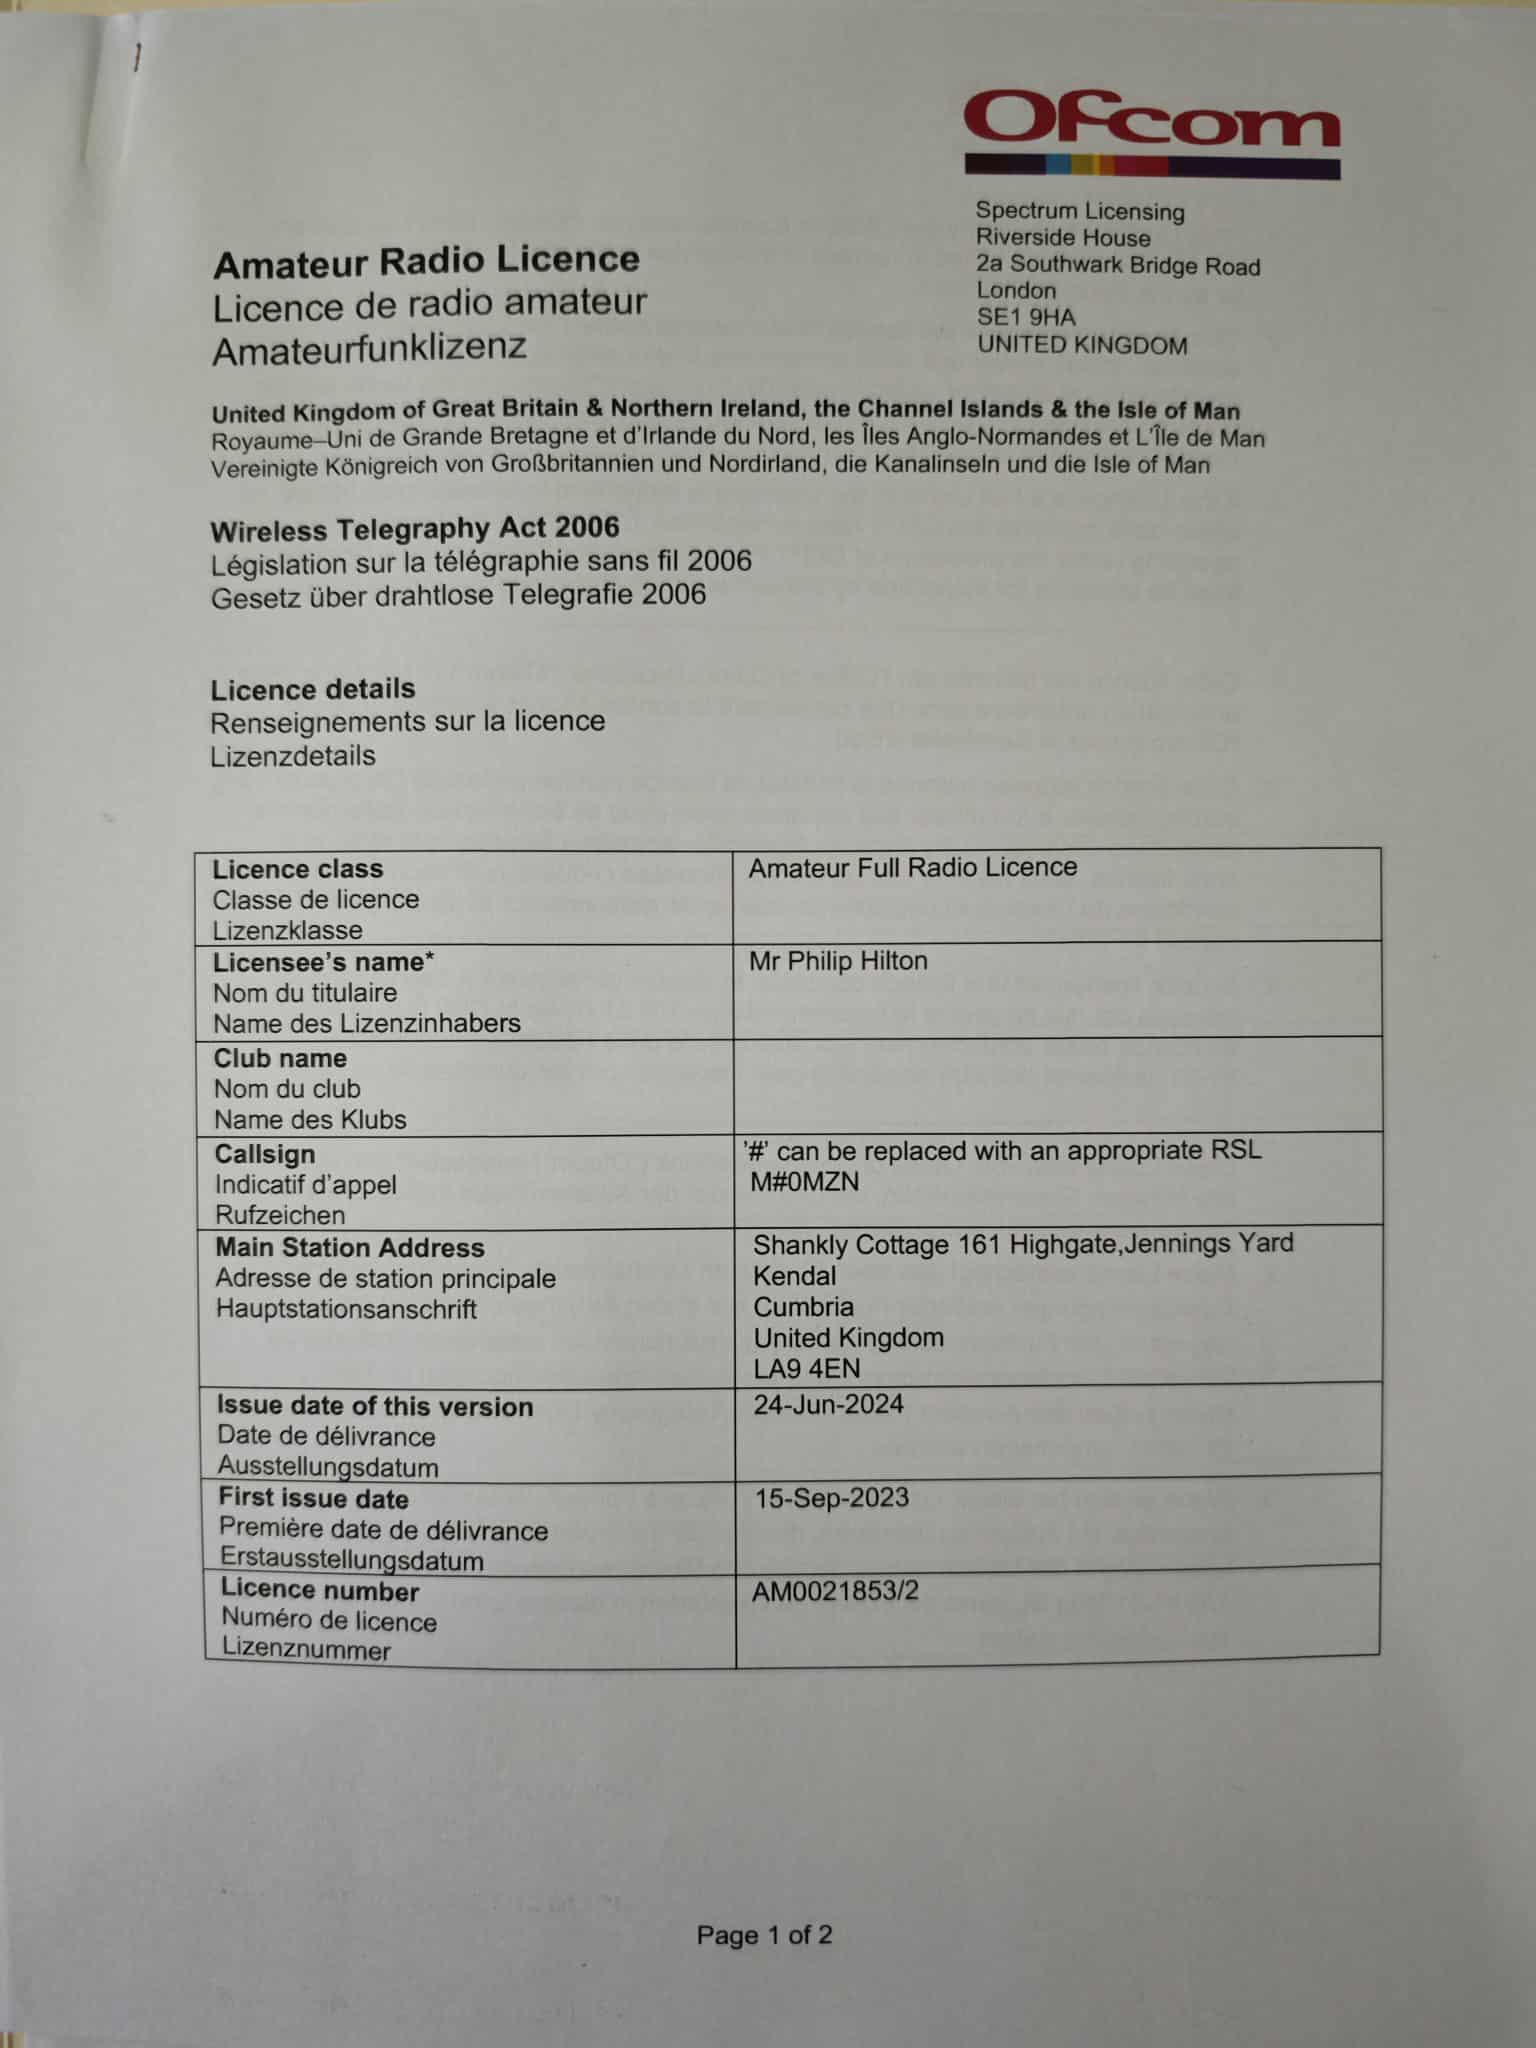 Ofcom
Spectrum Licensing
Riverside House
2a Southwark Bridge Road
London
SE1 9HA
UNITED KINGDOM
Amateur Radio Licence
Licence de radio amateur
Amateurfunklizenz
United Kingdom of Great Britain & Northern Ireland, the Channel Islands & the Isle of Man
Royaume–Uni de Grande Bretagne et d'Irlande du Nord, les Îles Anglo-Normandes et L'Île de Man
Vereinigte Königreich von Großbritannien und Nordirland, die Kanalinseln und die Isle of Man
Wireless Telegraphy Act 2006
Législation sur la télégraphie sans fil 2006
Gesetz über drahtlose Telegrafie 2006
Licence details
Renseignements sur la licence
Lizenzdetails
Licence class
Classe de licence
Lizenzklasse
Amateur Full Radio Licence
Licensee's name*
Nom du titulaire
Name des Lizenzinhabers
Mr Philip Hilton
Club name
Nom du club
Name des Klubs
Callsign
Indicatif d'appel
Rufzeichen
'#' can be replaced with an appropriate RSL
M#0MZN
Main Station Address
Adresse de station principale
Hauptstationsanschrift
Shankly Cottage 161 Highgate,Jennings Yard
Kendal
Cumbria
United Kingdom
LA9 4EN
Issue date of this version
Date de délivrance
Ausstellungsdatum
24-Jun-2024
First issue date
Première date de délivrance
Erstausstellungsdatum
15-Sep-2023
Licence number
Numéro de licence
Lizenznummer
AM0021853/2
Page 1 of 2